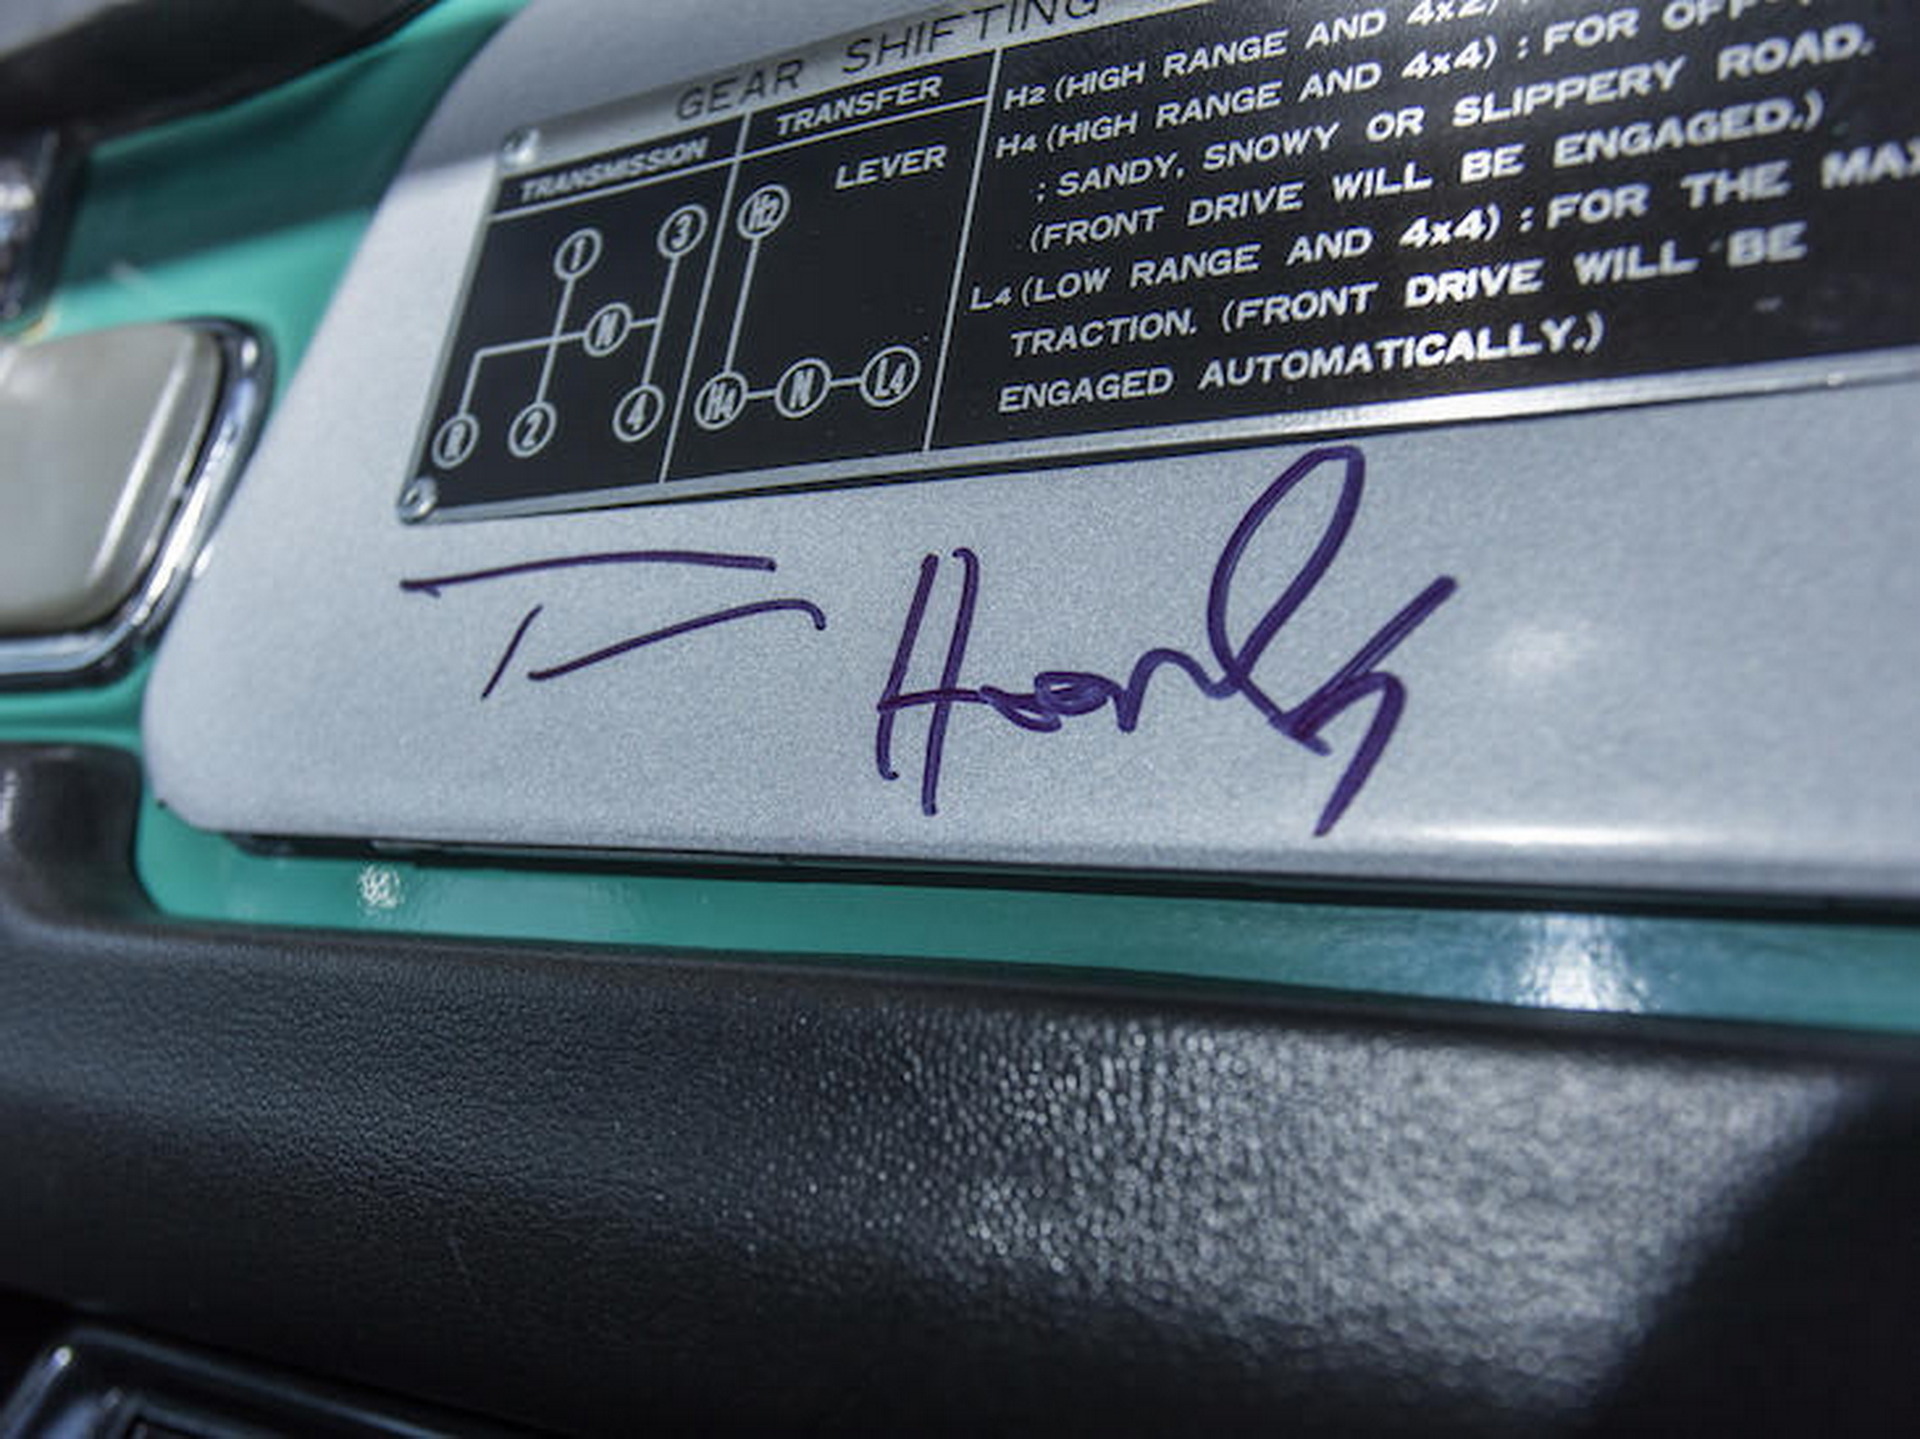 GEAR SHIFTING
TRANSMISSION
TRANSFER
LEVER
1 3
N
R 2 4
H2
H4 N L4
H2 (HIGH RANGE AND 4x2)
H4 (HIGH RANGE AND 4x4) : FOR OFF
; SANDY, SNOWY OR SLIPPERY ROAD.
(FRONT DRIVE WILL BE ENGAGED.)
L4 (LOW RANGE AND 4x4) : FOR THE
TRACTION. (FRONT DRIVE WILL BE
ENGAGED AUTOMATICALLY.)